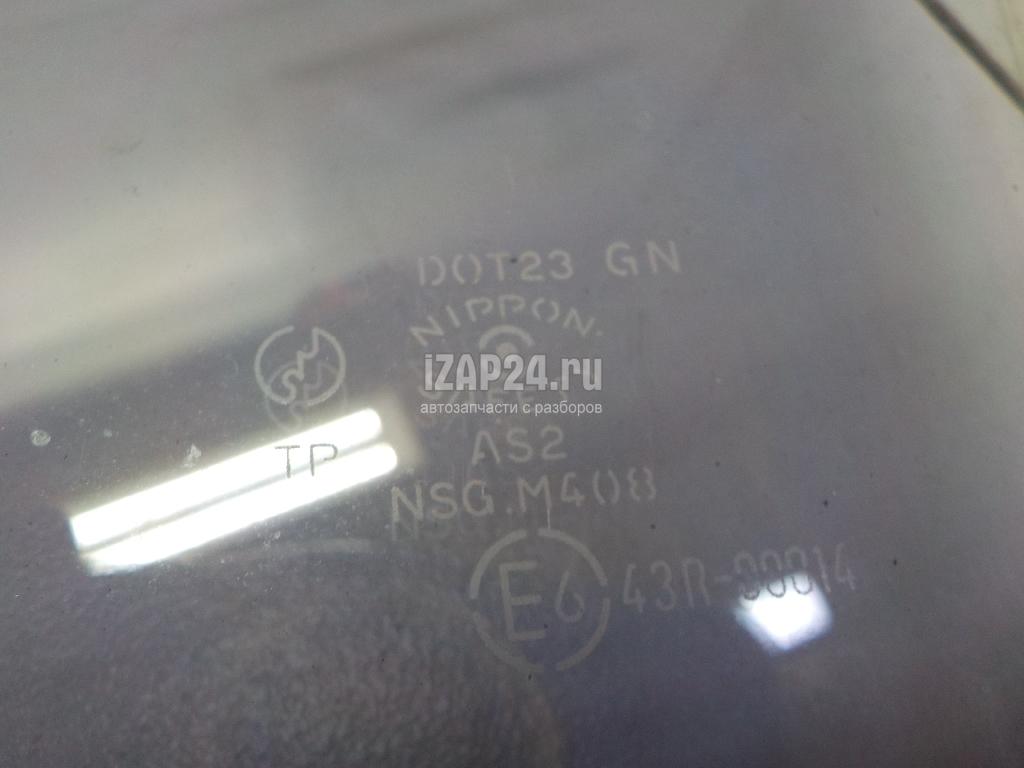 DOT23 GN
NIPPON.
iZAP24.ru
автозапчасти с разборов
TP
AS2
NSG.M408
E6 43R-